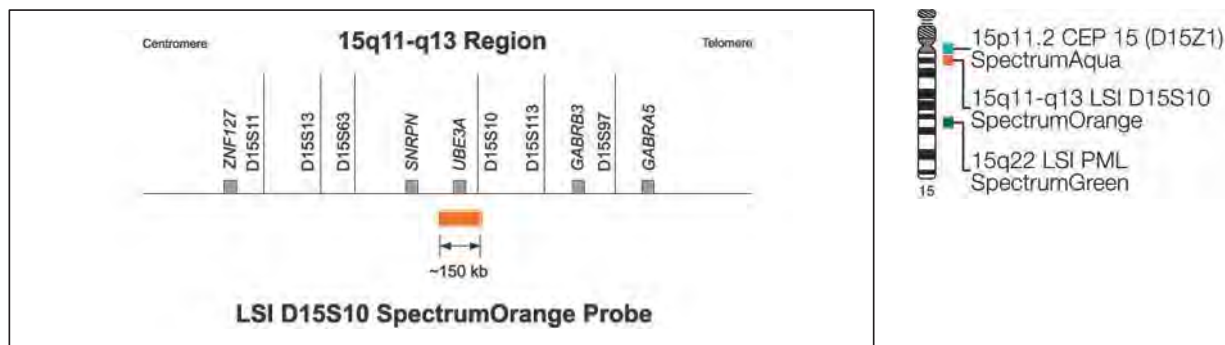 Centromere
15q11-q13 Region
Telomere
ZNF127
D15S11
D15S13
D15S63
SNRPN
UBE3A
D15S10
D15S113
GABRB3
D15S97
GABRA5
~150 kb
LSI D15S10 SpectrumOrange Probe
15p11.2 CEP 15 (D15Z1)
SpectrumAqua
15q11-q13 LSI D15S10
SpectrumOrange
15q22 LSI PML
SpectrumGreen
15